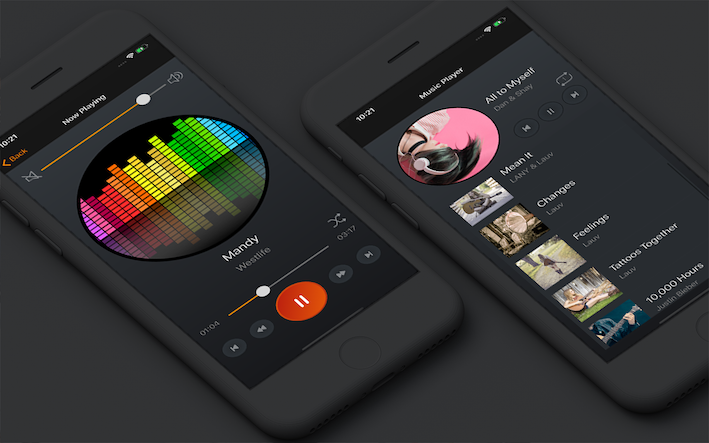 10:21
Now Playing
Back
Mandy
Westlife
01:04
03:17
10:21
Music Player
All to Myself
Dan & Shay
Mean it
LANY & Lauv
Changes
Lauv
Feelings
Lauv
Tattoos Together
Lauv
10,000 Hours
Justin Bieber